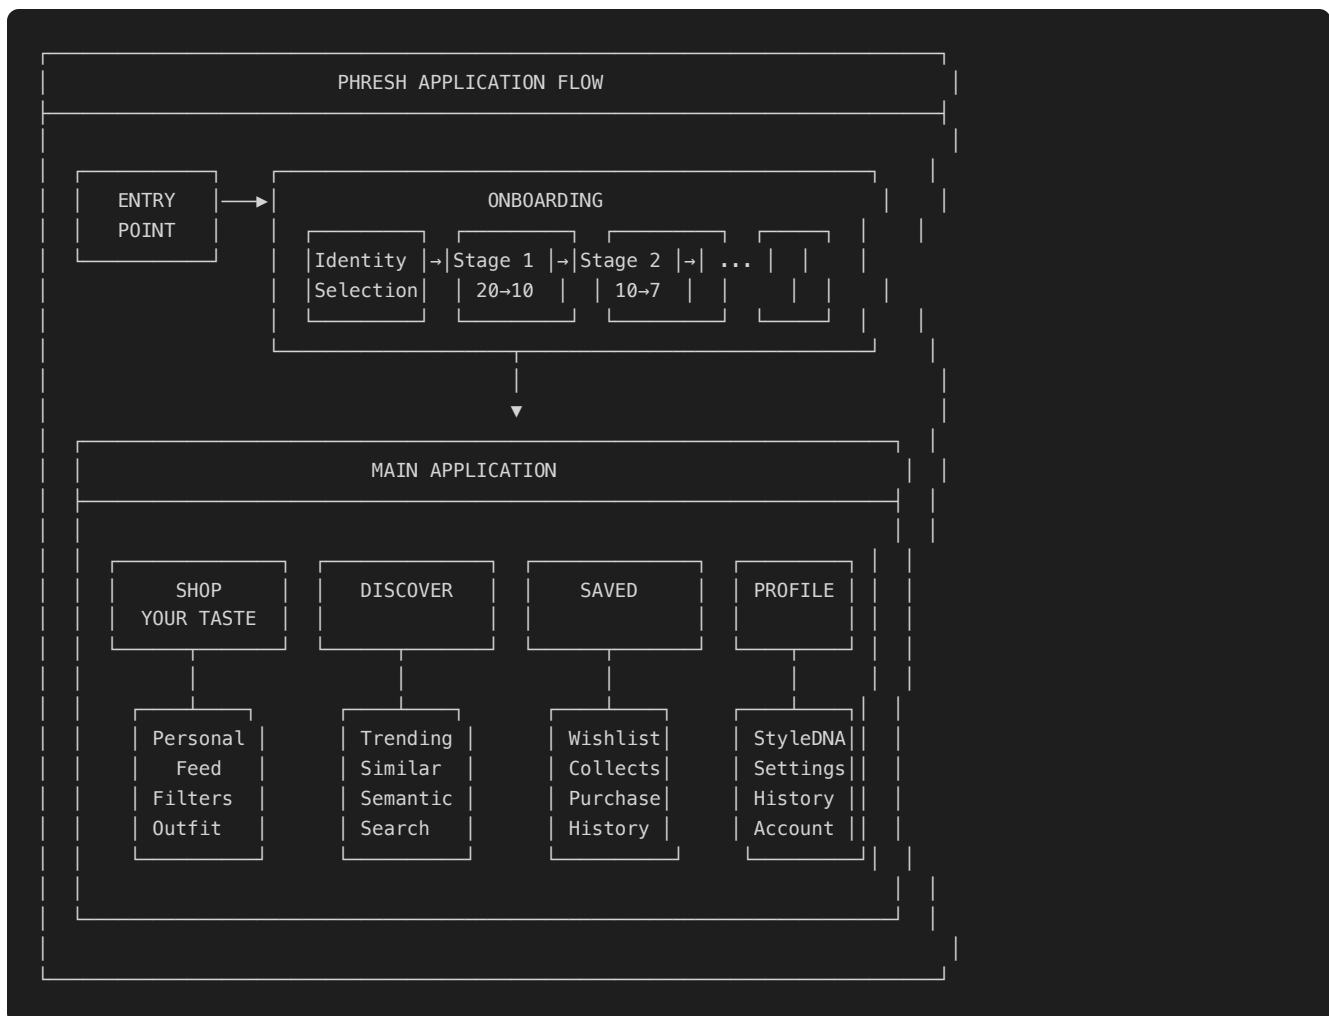 PHRESH APPLICATION FLOW
ENTRY ONBOARDING
POINT
Identity → Stage 1 → Stage 2 → ...
Selection 20→10 10→7
MAIN APPLICATION
SHOP DISCOVER SAVED PROFILE
YOUR TASTE
Personal Trending Wishlist StyleDNA
Feed Similar Collects Settings
Filters Semantic Purchase History
Outfit Search History Account